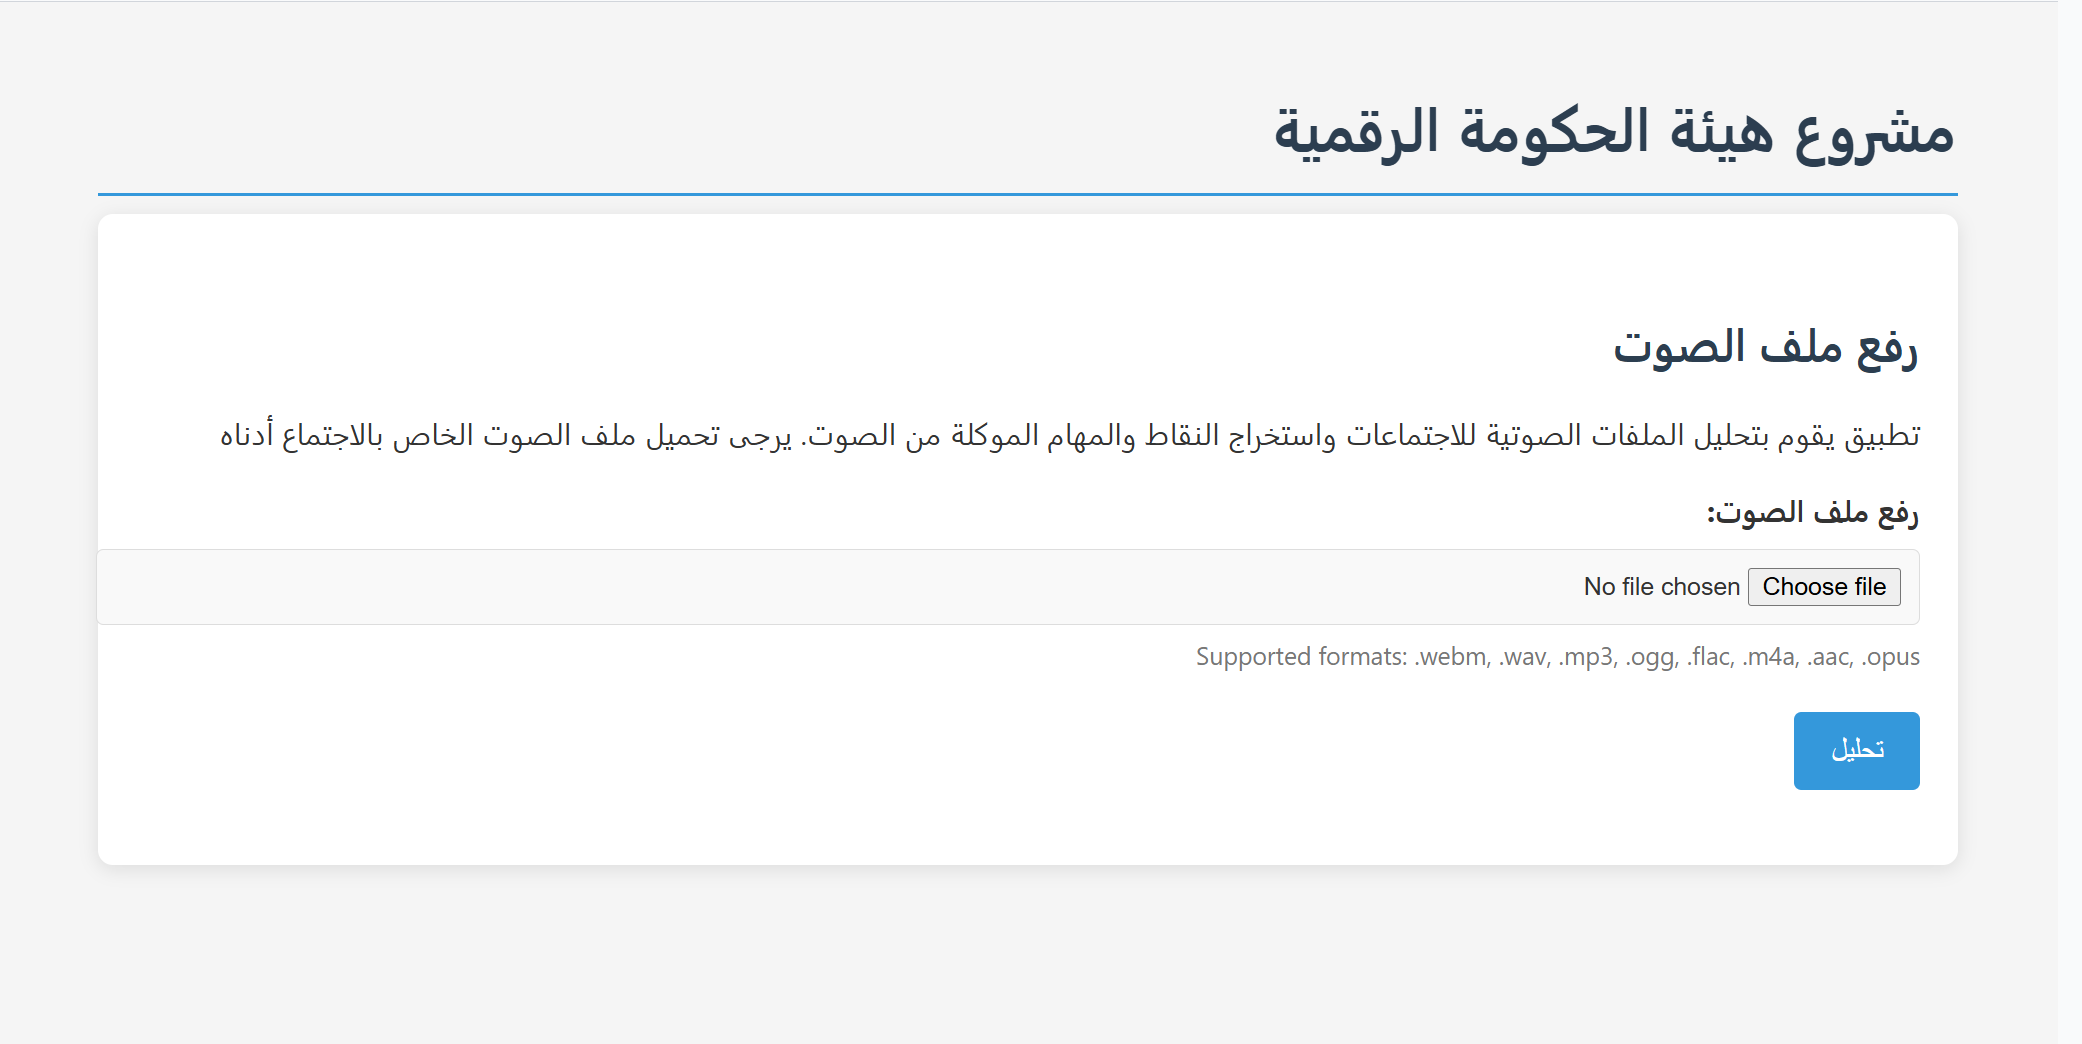 مشروع هيئة الحكومة الرقمية
رفع ملف الصوت
تطبيق يقوم بتحليل الملفات الصوتية للاجتماعات واستخراج النقاط والمهام الموكلة من الصوت. يرجى تحميل ملف الصوت الخاص بالاجتماع أدناه
رفع ملف الصوت:
Choose file No file chosen
Supported formats: .webm, .wav, .mp3, .ogg, .flac, .m4a, .aac, .opus
تحليل